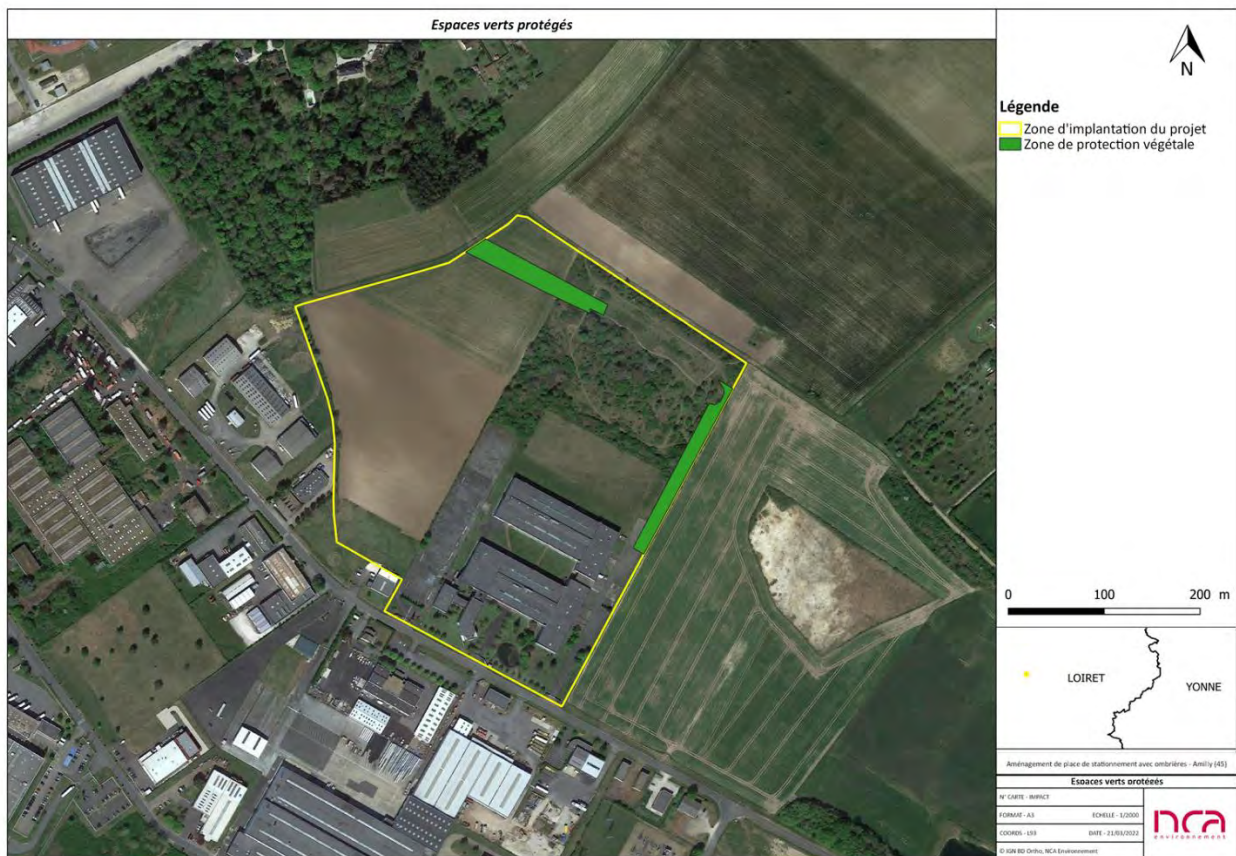 Espaces verts protégés
N
Légende
Zone d'implantation du projet
Zone de protection végétale
0 100 200 m
LOIRET
YONNE
Aménagement de place de stationnement avec ombrières - Amilly (45)
Espaces verts protégés
N° CARTE - IMPACT
FORMAT - A3 ECHELLE - 1/2000
COORDS - L93 DATE - 21/03/2022
© IGN BD Ortho, NCA Environnement
nca
environnement